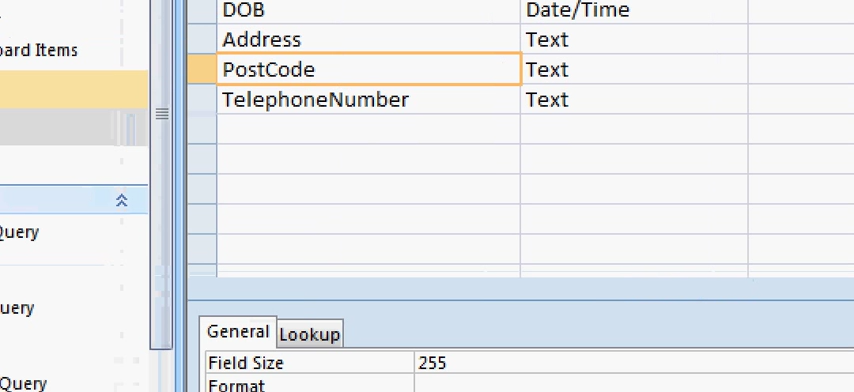 DOB Date/Time
Address Text
oard Items
PostCode Text
TelephoneNumber Text
Query
uery
General Lookup
Field Size 255
Query
Format